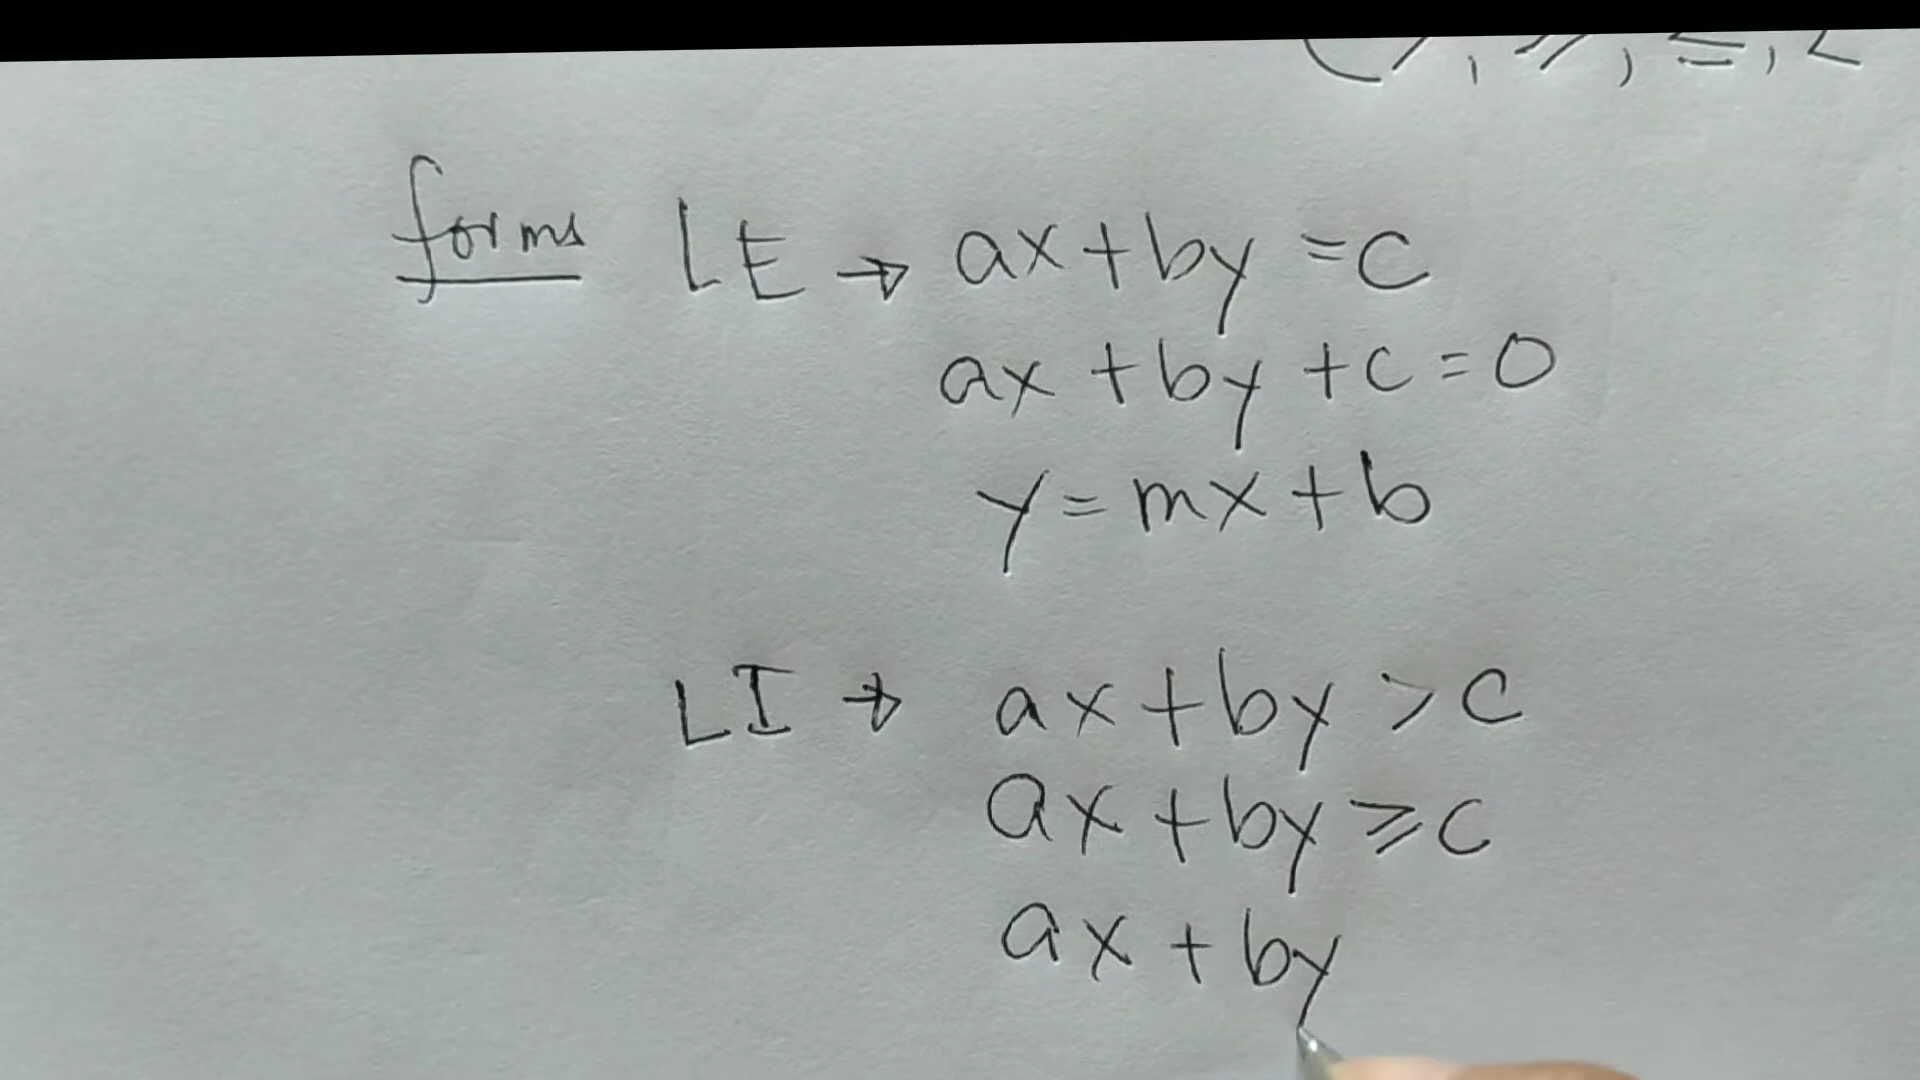 (>, ≥, ≤, <
forms LE → ax + by = c
ax + by + c = 0
y = mx + b
LI → ax + by > c
ax + by ≥ c
ax + by